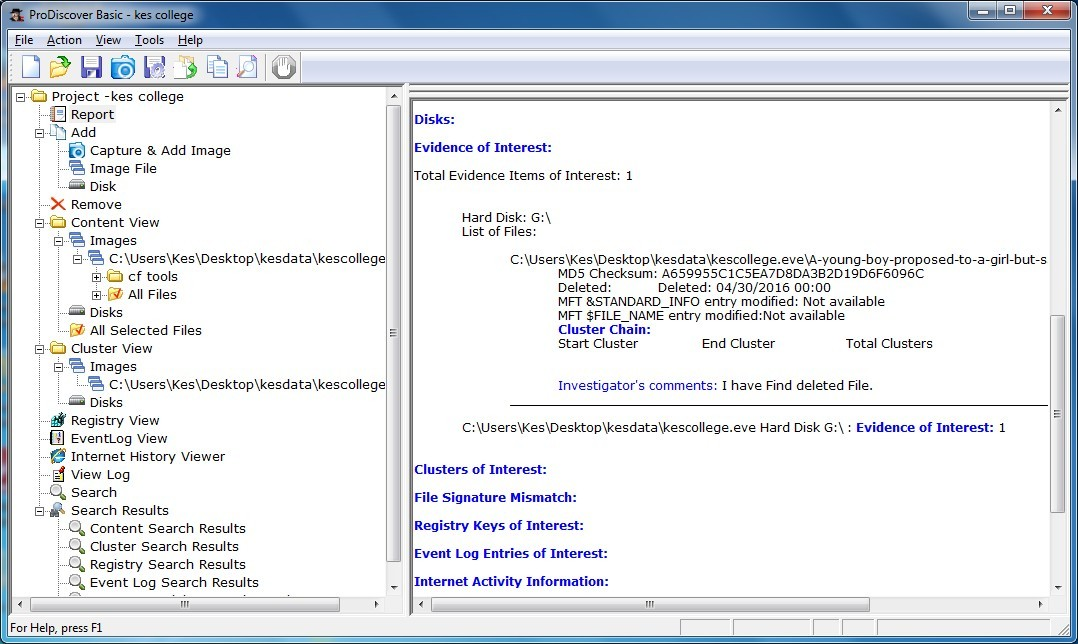 ProDiscover Basic - kes college
File Action View Tools Help
Project -kes college
Report
Add
Capture & Add Image
Image File
Disk
Remove
Content View
Images
C:\Users\Kes\Desktop\kesdata\kescollege
cf tools
All Files
Disks
All Selected Files
Cluster View
Images
C:\Users\Kes\Desktop\kesdata\kescollege
Disks
Registry View
EventLog View
Internet History Viewer
View Log
Search
Search Results
Content Search Results
Cluster Search Results
Registry Search Results
Event Log Search Results
Disks:
Evidence of Interest:
Total Evidence Items of Interest: 1
Hard Disk: G:\
List of Files:
C:\Users\Kes\Desktop\kesdata\kescollege.eve\A-young-boy-proposed-to-a-girl-but-s
MD5 Checksum: A659955C1C5EA7D8DA3B2D19D6F6096C
Deleted: Deleted: 04/30/2016 00:00
MFT &STANDARD_INFO entry modified: Not available
MFT $FILE_NAME entry modified:Not available
Cluster Chain:
Start Cluster End Cluster Total Clusters
Investigator's comments: I have Find deleted File.
C:\Users\Kes\Desktop\kesdata\kescollege.eve Hard Disk G:\ : Evidence of Interest: 1
Clusters of Interest:
File Signature Mismatch:
Registry Keys of Interest:
Event Log Entries of Interest:
Internet Activity Information:
For Help, press F1